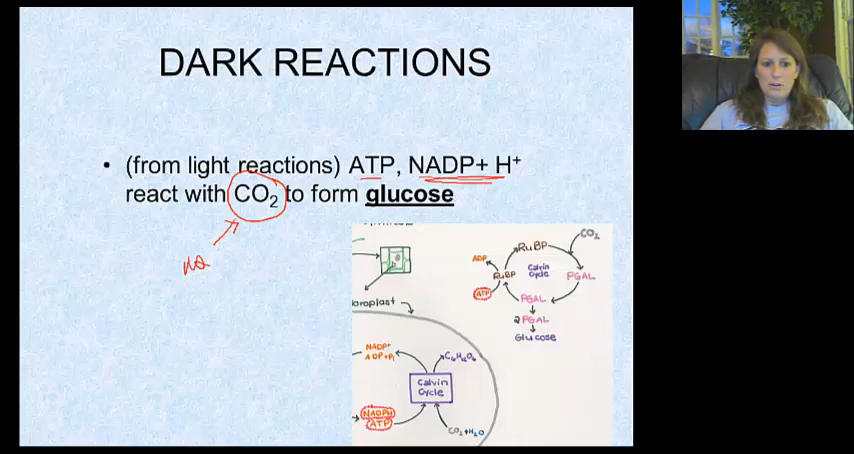 DARK REACTIONS
• (from light reactions) ATP, NADP+ H⁺
react with CO₂ to form glucose
CO₂
RuBP
ADP
Calvin
Cycle
RuBP
PGAL
ATP
PGAL
2 PGAL
Glucose
oroplast
NADP+
ADP+Pi
C₆H₁₂O₆
Calvin
Cycle
NADPH
ATP
CO₂+H₂O